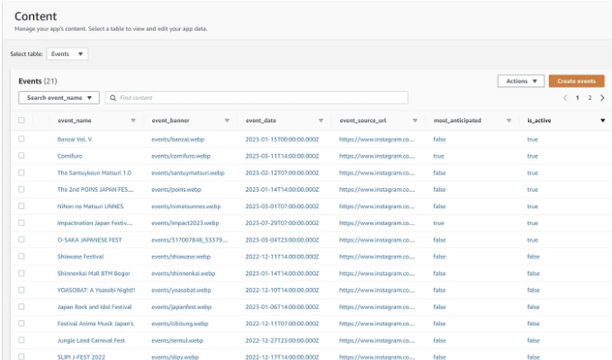 Content
Manage your app's content. Select a table to view and edit your app data.
Select table: Events
Events (21) Actions Create events
Search event_name Find content 1 2
event_name event_banner event_date event_source_url most_anticipated is_active
Banzai Vol. V events/banzai.webp 2023-01-15T00:00:00.000Z https://www.instagram.co... false true
Comifuro events/comifuro.webp 2023-03-11T14:00:00.000Z https://www.instagram.co... true true
The Santuykeun Matsuri 1.0 events/santuymatsuri.webp 2023-02-12T07:00:00.000Z https://www.instagram.co... false true
The 2nd POINS JAPAN FES... events/poins.webp 2023-01-14T14:00:00.000Z https://www.instagram.co... false true
Nihon no Matsuri UNNES events/nimatsunnes.webp 2023-03-01T07:00:00.000Z https://www.instagram.co... false true
Impactnation Japan Festiv... events/impact2023.webp 2023-07-29T07:00:00.000Z https://www.instagram.co... true true
O-SAKA JAPANESE FEST events/317007848_53379... 2023-03-04T23:00:00.000Z https://www.instagram.co... false true
Shiawase Festival events/shiawase.webp 2022-12-11T14:00:00.000Z https://www.instagram.co... false false
Shinnenkai Mall BTM Bogor events/shinnenkai.webp 2023-01-14T14:00:00.000Z https://www.instagram.co... false false
YOASOBAT: A Yoasobi Night!! events/yoasobat.webp 2022-12-10T14:00:00.000Z https://www.instagram.co... false false
Japan Rock and Idol Festival events/japanfest.webp 2023-01-06T14:00:00.000Z https://www.instagram.co... false false
Festival Anime Musik Japan's events/cibitung.webp 2022-12-11T07:00:00.000Z https://www.instagram.co... false false
Jungle Land Carnival Fest events/sentul.webp 2022-12-27T23:00:00.000Z https://www.instagram.co... false false
SLIPI J-FEST 2022 events/slipy.webp 2022-12-17T14:00:00.000Z https://www.instagram.co... false false